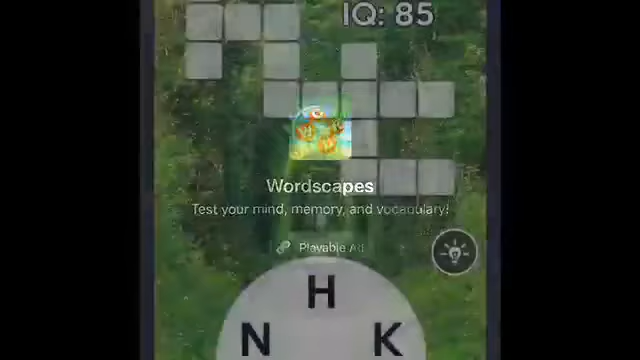 IQ: 85
Wordscapes
Test your mind, memory, and vocabulary!
Playable Ad
H
N K